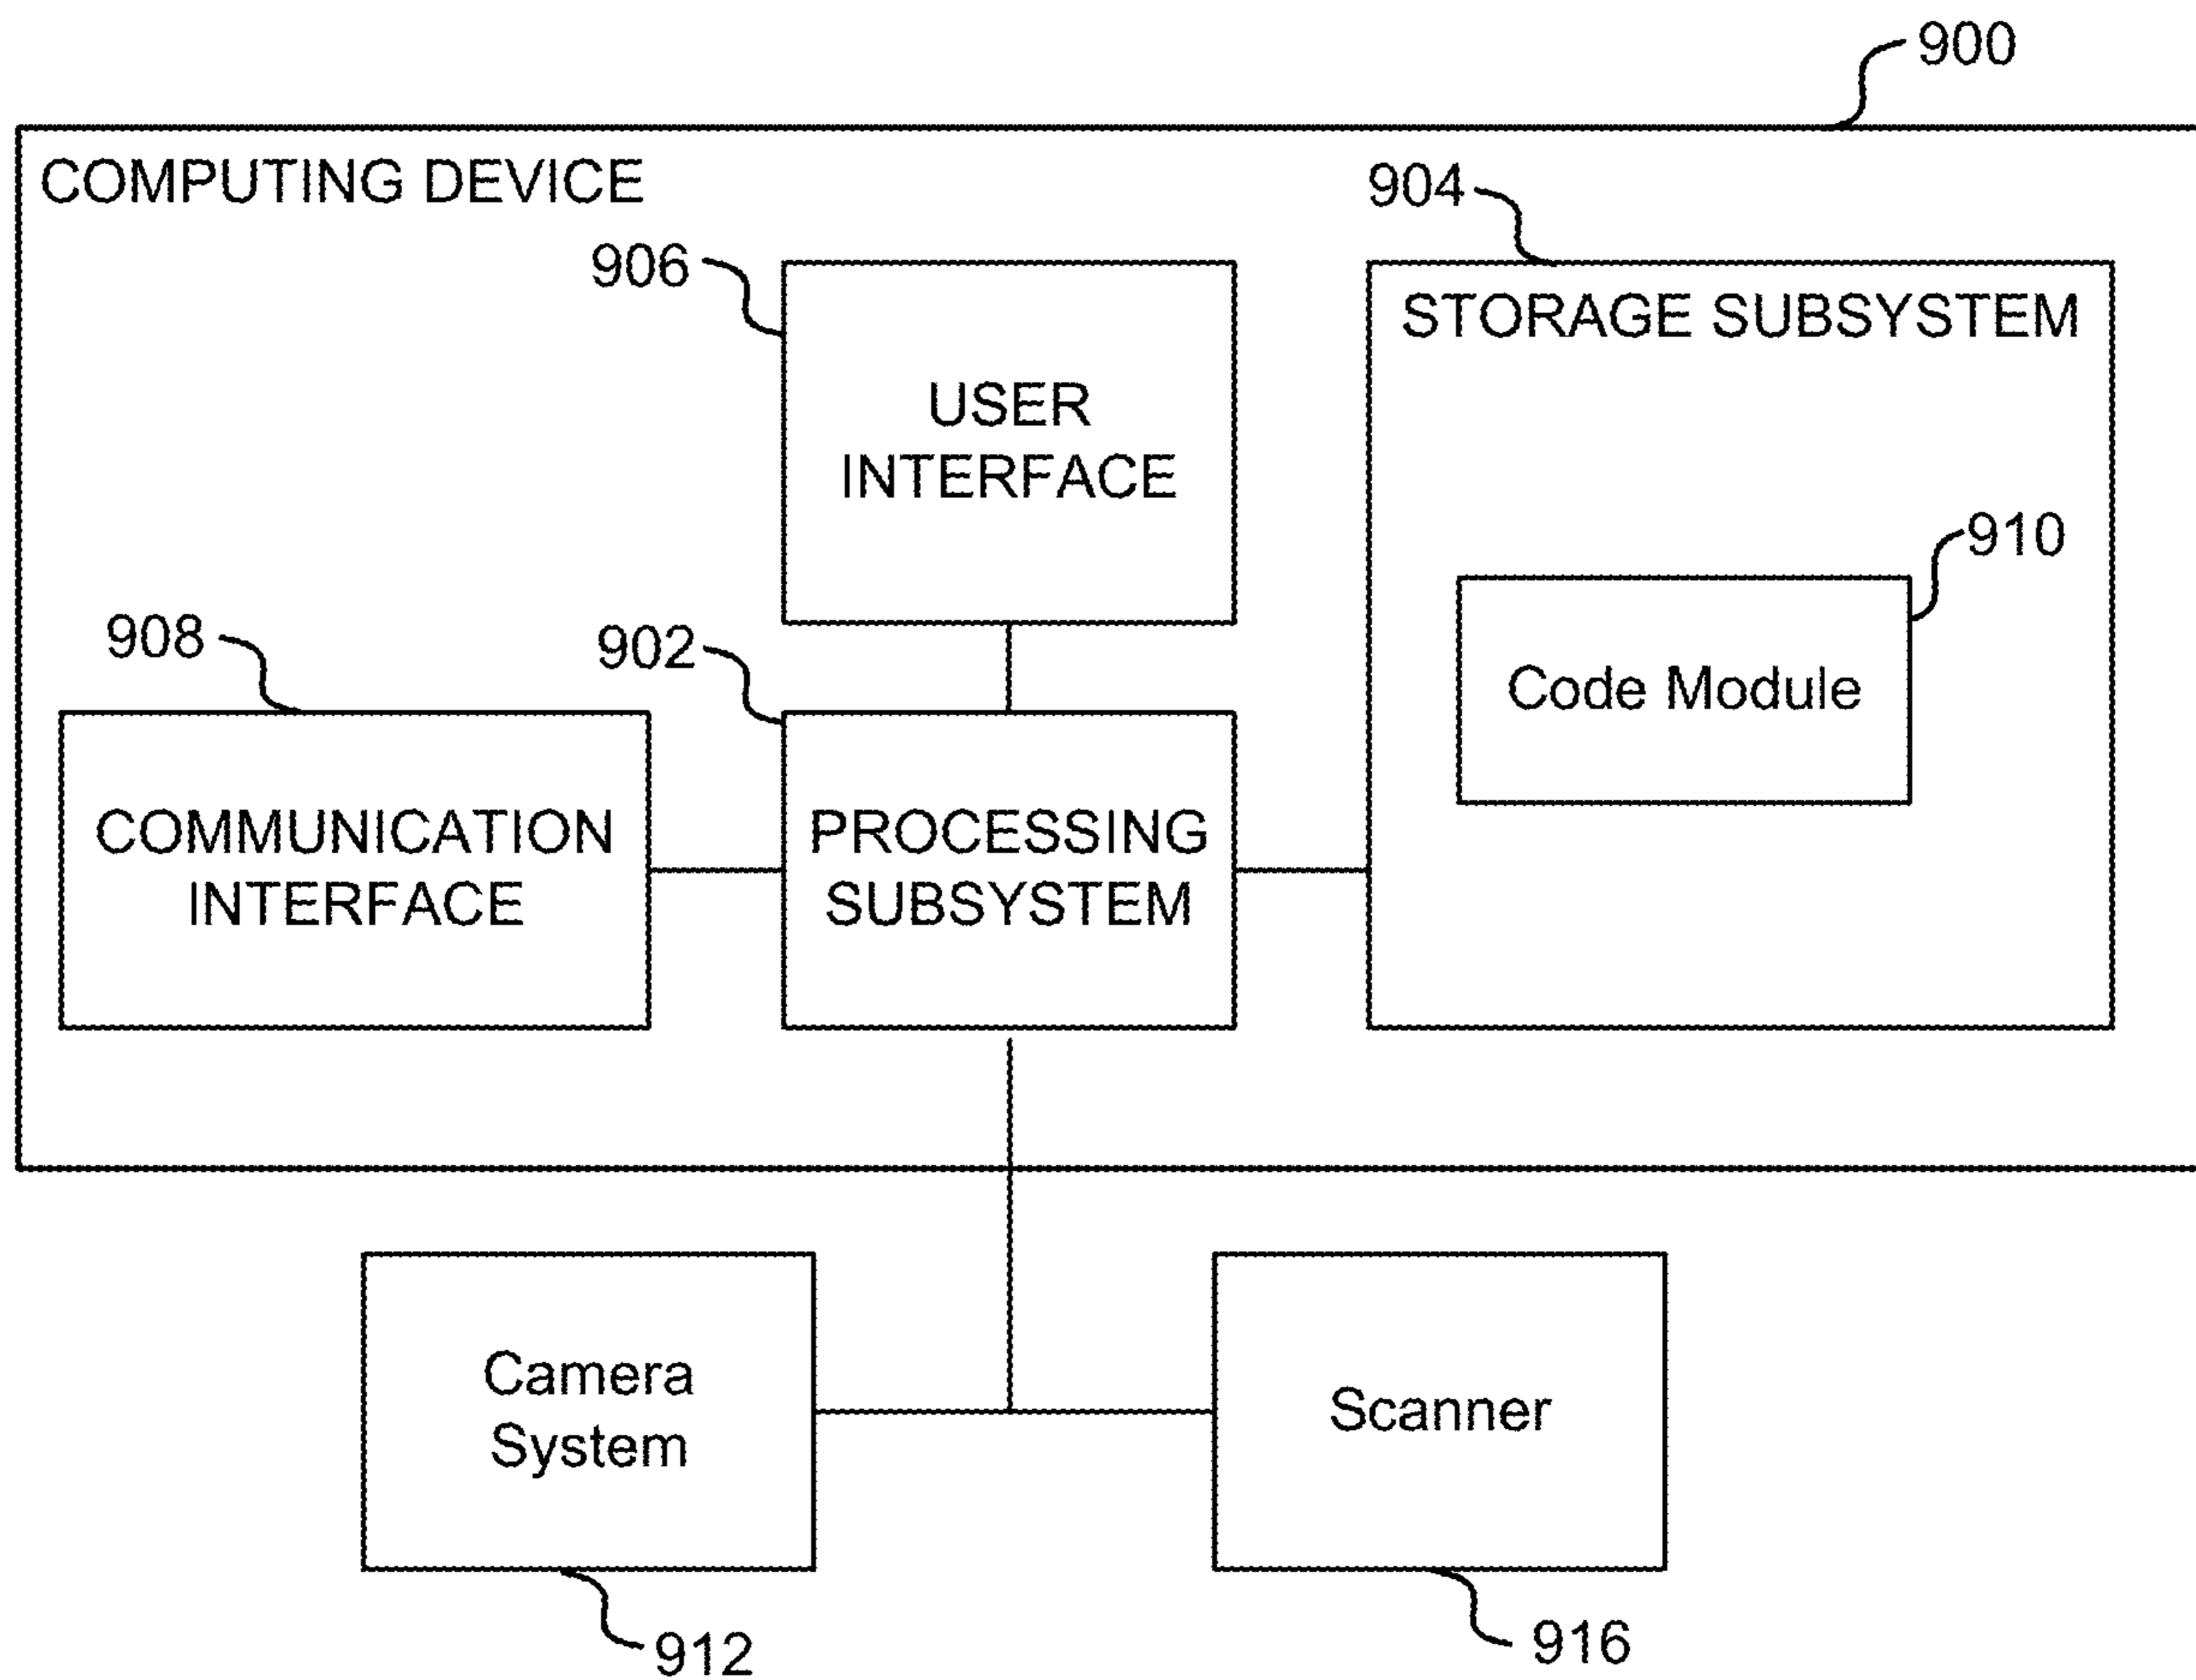 900
COMPUTING DEVICE
904
906
STORAGE SUBSYSTEM
USER
INTERFACE
910
908
902
Code Module
COMMUNICATION
INTERFACE
PROCESSING
SUBSYSTEM
Camera
System
Scanner
912
916